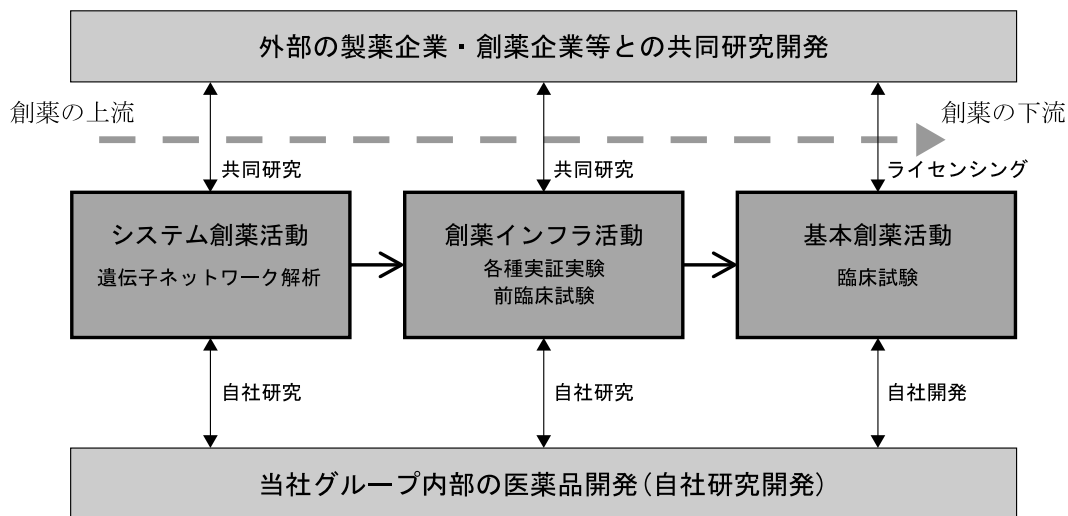 外部の製薬企業・創薬企業等との共同研究開発
創薬の上流
創薬の下流
共同研究
共同研究
ライセンシング
システム創薬活動
遺伝子ネットワーク解析
創薬インフラ活動
各種実証実験
前臨床試験
基本創薬活動
臨床試験
自社研究
自社研究
自社開発
当社グループ内部の医薬品開発(自社研究開発)